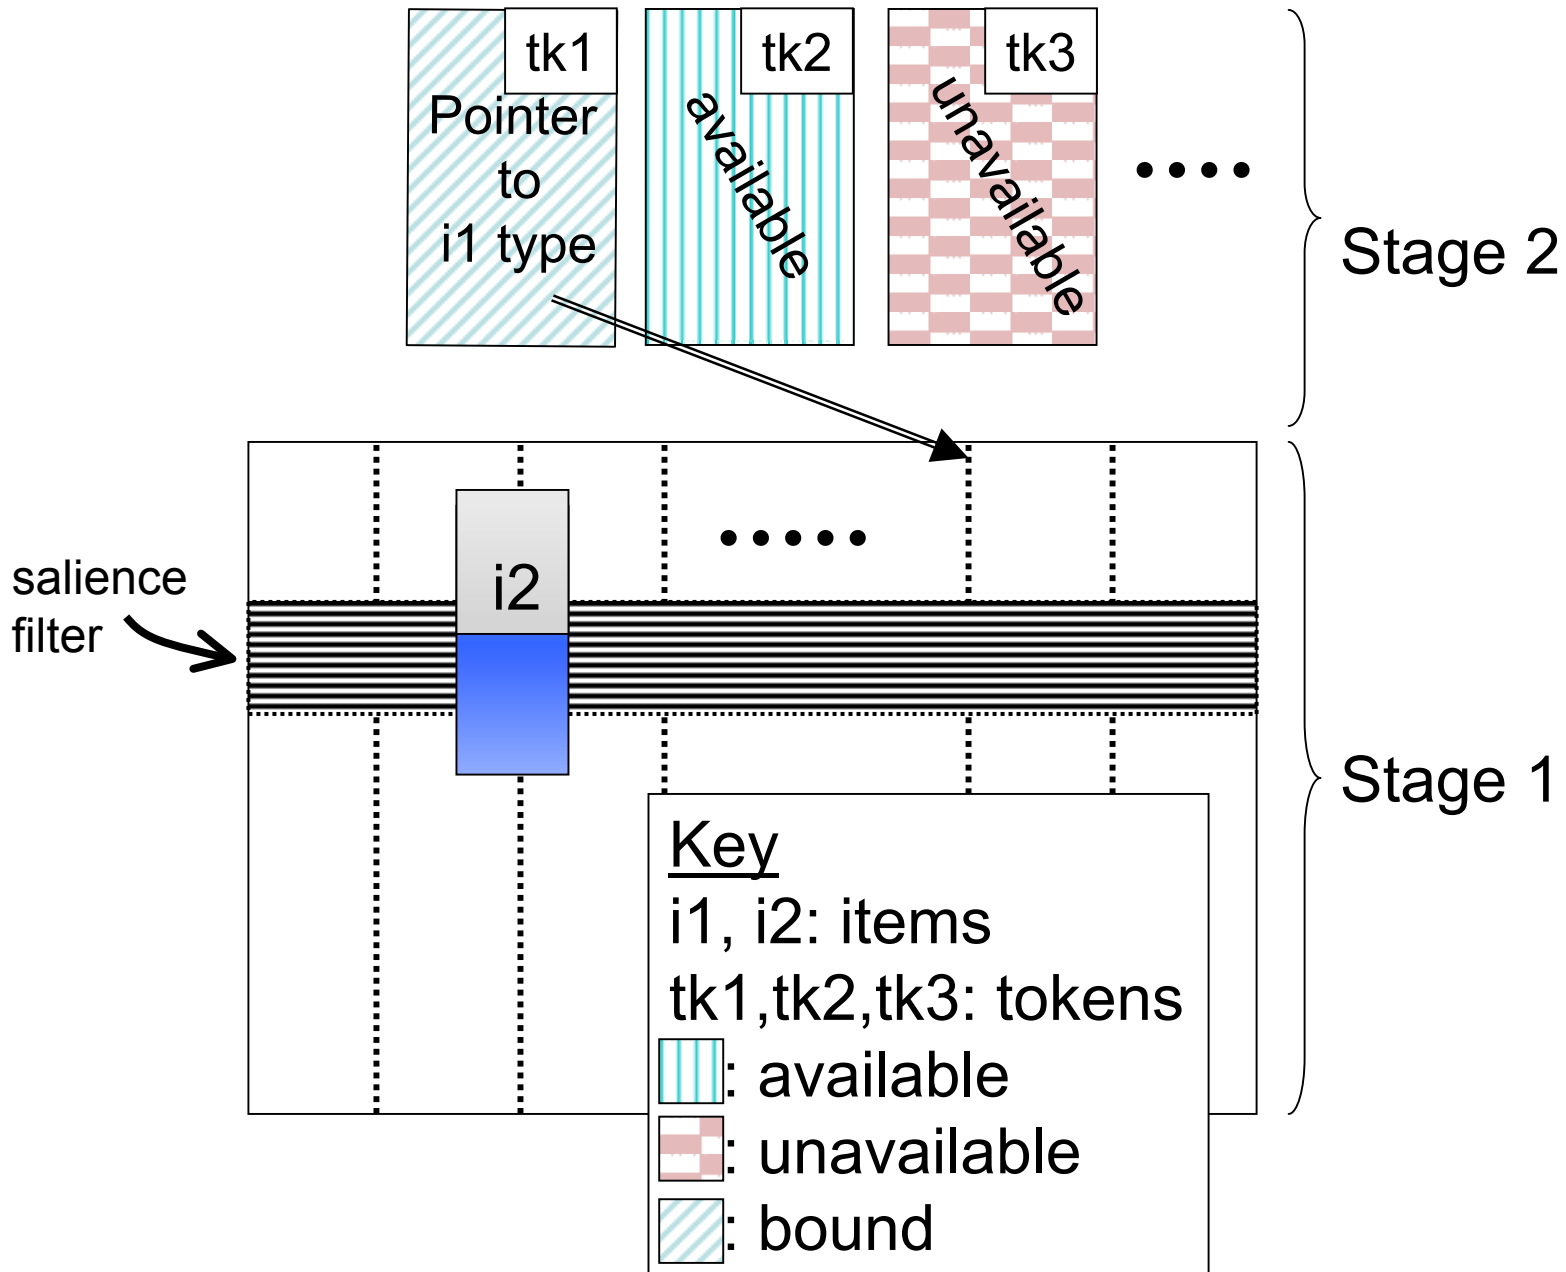 tk1
Pointer
to
i1 type
tk2
available
tk3
unavailable
Stage 2
i2
salience
filter
Stage 1
Key
i1, i2: items
tk1,tk2,tk3: tokens
: available
: unavailable
: bound